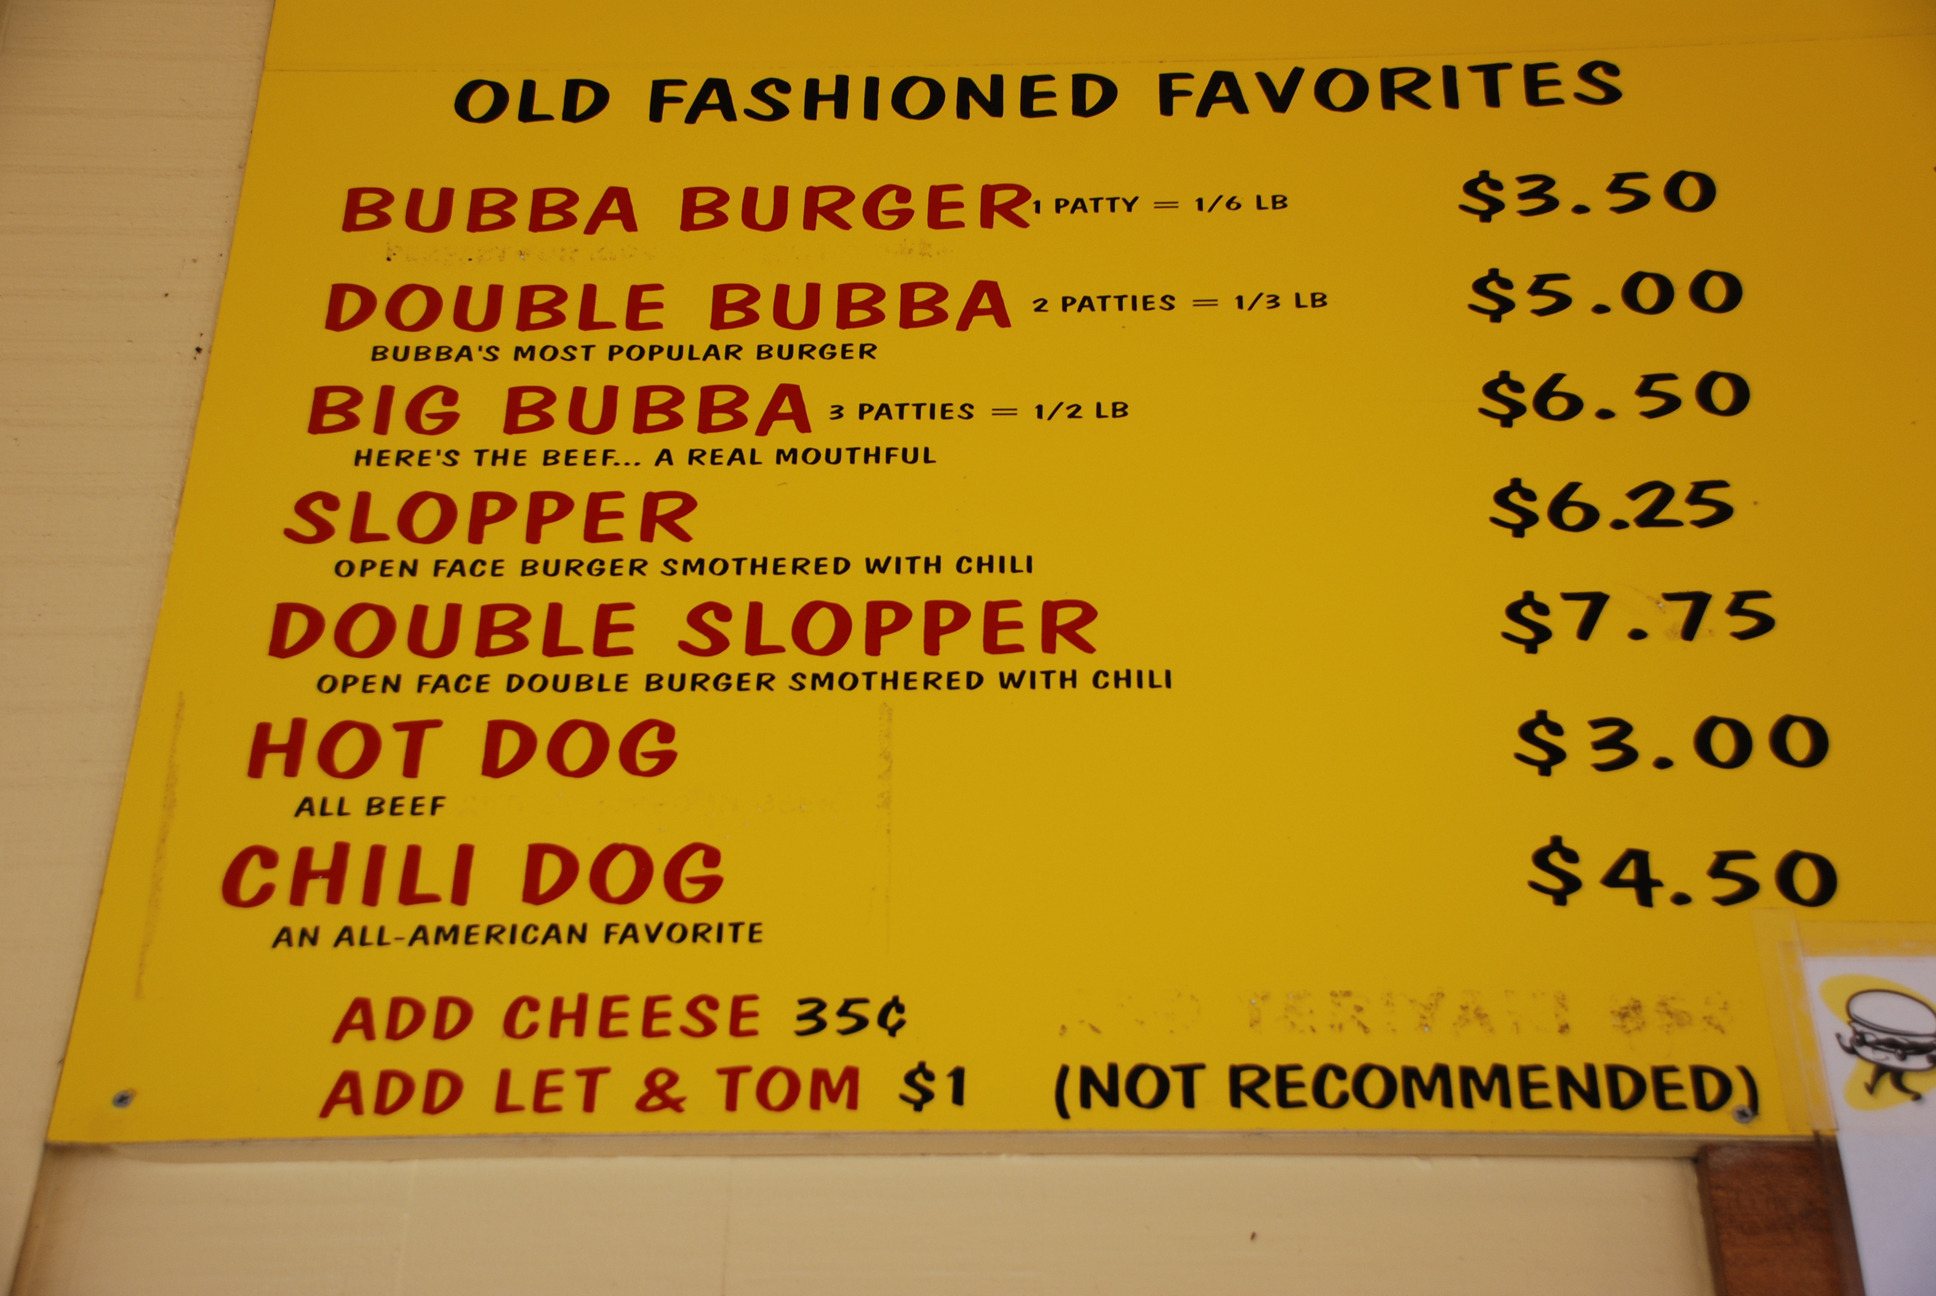 OLD FASHIONED FAVORITES
BUBBA BURGER 1 PATTY = 1/6 LB $3.50
DOUBLE BUBBA 2 PATTIES = 1/3 LB $5.00
BUBBA'S MOST POPULAR BURGER
BIG BUBBA 3 PATTIES = 1/2 LB $6.50
HERE'S THE BEEF... A REAL MOUTHFUL
SLOPPER $6.25
OPEN FACE BURGER SMOTHERED WITH CHILI
DOUBLE SLOPPER $7.75
OPEN FACE DOUBLE BURGER SMOTHERED WITH CHILI
HOT DOG $3.00
ALL BEEF
CHILI DOG $4.50
AN ALL-AMERICAN FAVORITE
ADD CHEESE 35¢ TERIYAKI
ADD LET & TOM $1 (NOT RECOMMENDED)